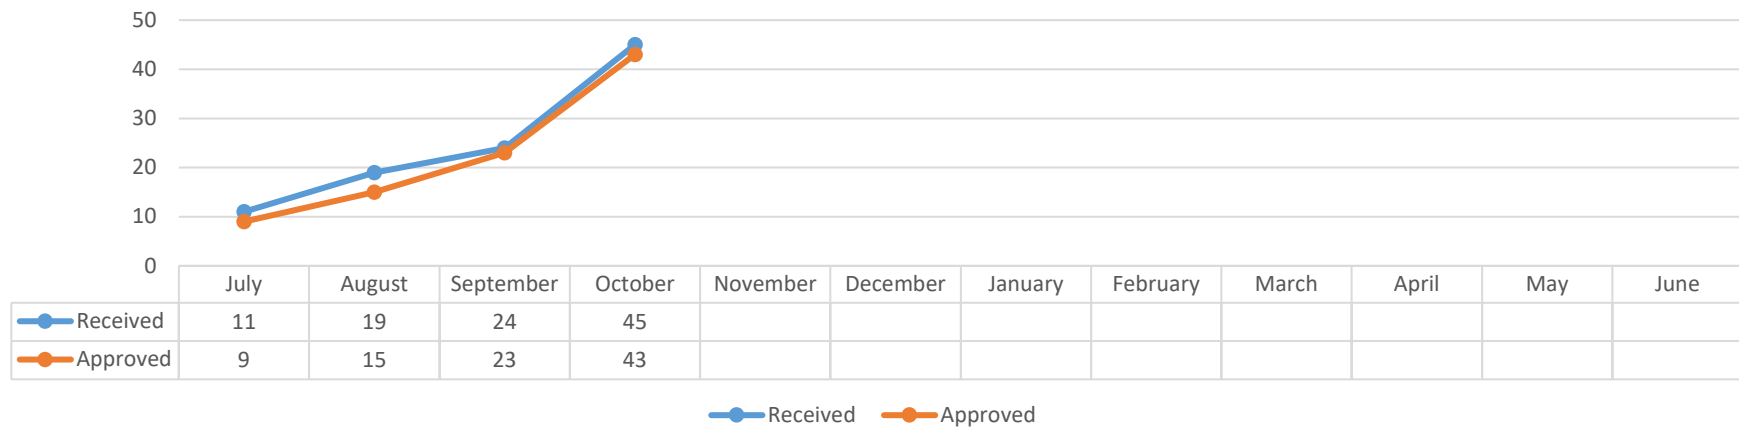 50
40
30
20
10
0
July August September October November December January February March April May June
Received 11 19 24 45
Approved 9 15 23 43
Received Approved